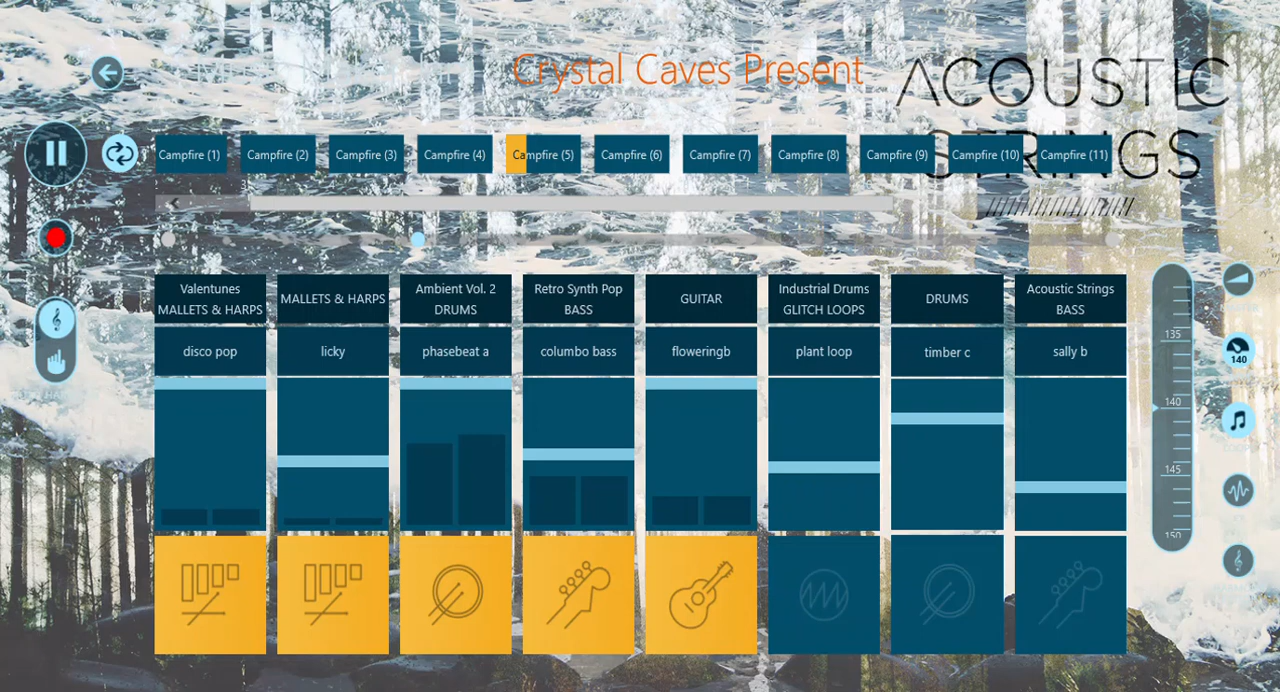 Crystal Caves Present
ACOUSTIC
STRINGS
Campfire (1)
Campfire (2)
Campfire (3)
Campfire (4)
Campfire (5)
Campfire (6)
Campfire (7)
Campfire (8)
Campfire (9)
Campfire (10)
Campfire (11)
Valentunes
MALLETS & HARPS
MALLETS & HARPS
Ambient Vol. 2
DRUMS
Retro Synth Pop
BASS
GUITAR
Industrial Drums
GLITCH LOOPS
DRUMS
Acoustic Strings
BASS
disco pop
licky
phasebeat a
columbo bass
floweringb
plant loop
timber c
sally b
135
140
145
150
140